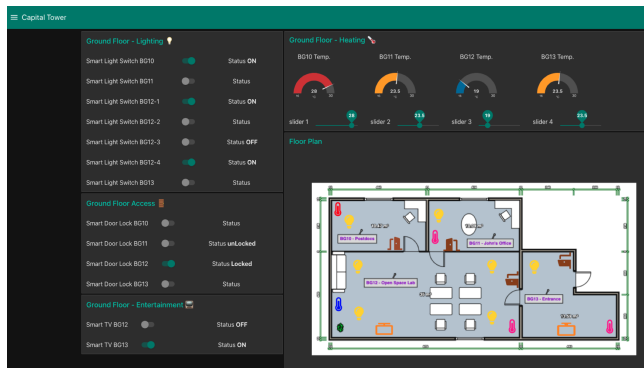 Capital Tower
Ground Floor - Lighting
Smart Light Switch BG10 Status ON
Smart Light Switch BG11 Status
Smart Light Switch BG12-1 Status ON
Smart Light Switch BG12-2 Status
Smart Light Switch BG12-3 Status OFF
Smart Light Switch BG12-4 Status ON
Smart Light Switch BG13 Status
Ground Floor Access
Smart Door Lock BG10 Status
Smart Door Lock BG11 Status unLocked
Smart Door Lock BG12 Status Locked
Smart Door Lock BG13 Status
Ground Floor - Entertainment
Smart TV BG12 Status OFF
Smart TV BG13 Status ON
Ground Floor - Heating
BG10 Temp. BG11 Temp. BG12 Temp. BG13 Temp.
28 23.5 19 23.5
28 23.5 19 23.5
slider 1 slider 2 slider 3 slider 4
Floor Plan
BG10 - Postdocs
BG11 - John's Office
BG12 - Open Space Lab
BG13 - Entrance